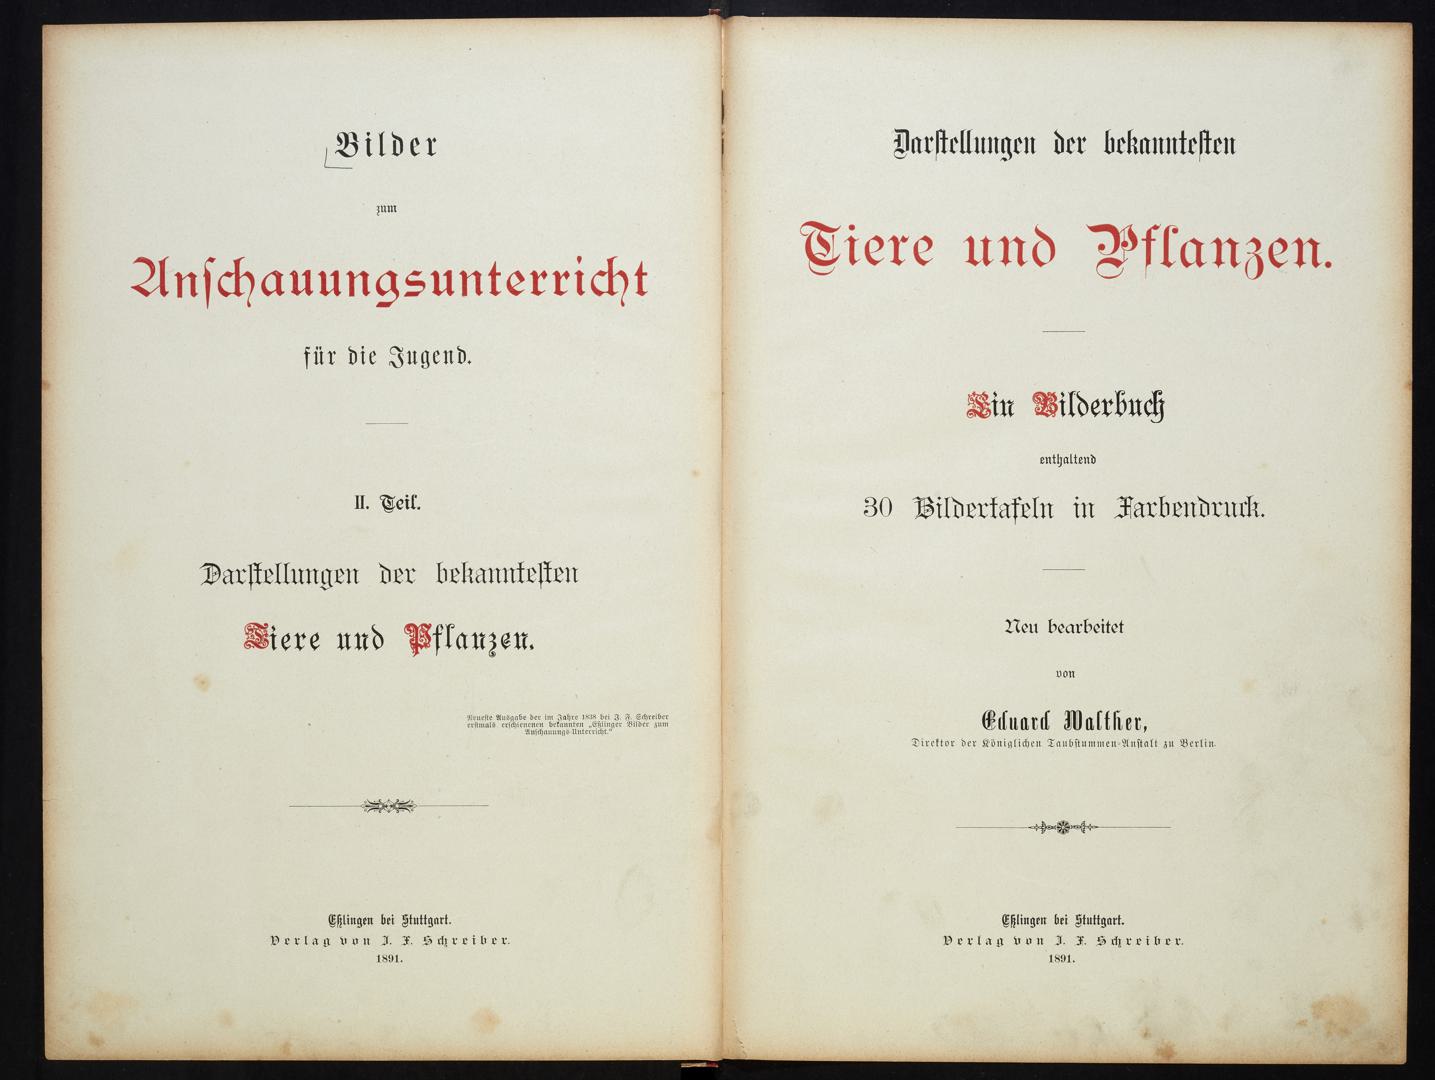 Bilder
zum
Anschauungsunterricht
für die Jugend.
II. Teil.
Darstellungen der bekanntesten
Tiere und Pflanzen.
Neueste Ausgabe der im Jahre 1838 bei J. F. Schreiber
erstmals erschienenen bekannten „Eßlinger Bilder zum
Anschauungs-Unterricht.“
Eßlingen bei Stuttgart.
Verlag von J. F. Schreiber.
1891.
Darstellungen der bekanntesten
Tiere und Pflanzen.
Ein Bilderbuch
enthaltend
30 Bildertafeln in Farbendruck.
Neu bearbeitet
von
Eduard Walther,
Direktor der Königlichen Taubstummen-Anstalt zu Berlin.
Eßlingen bei Stuttgart.
Verlag von J. F. Schreiber.
1891.